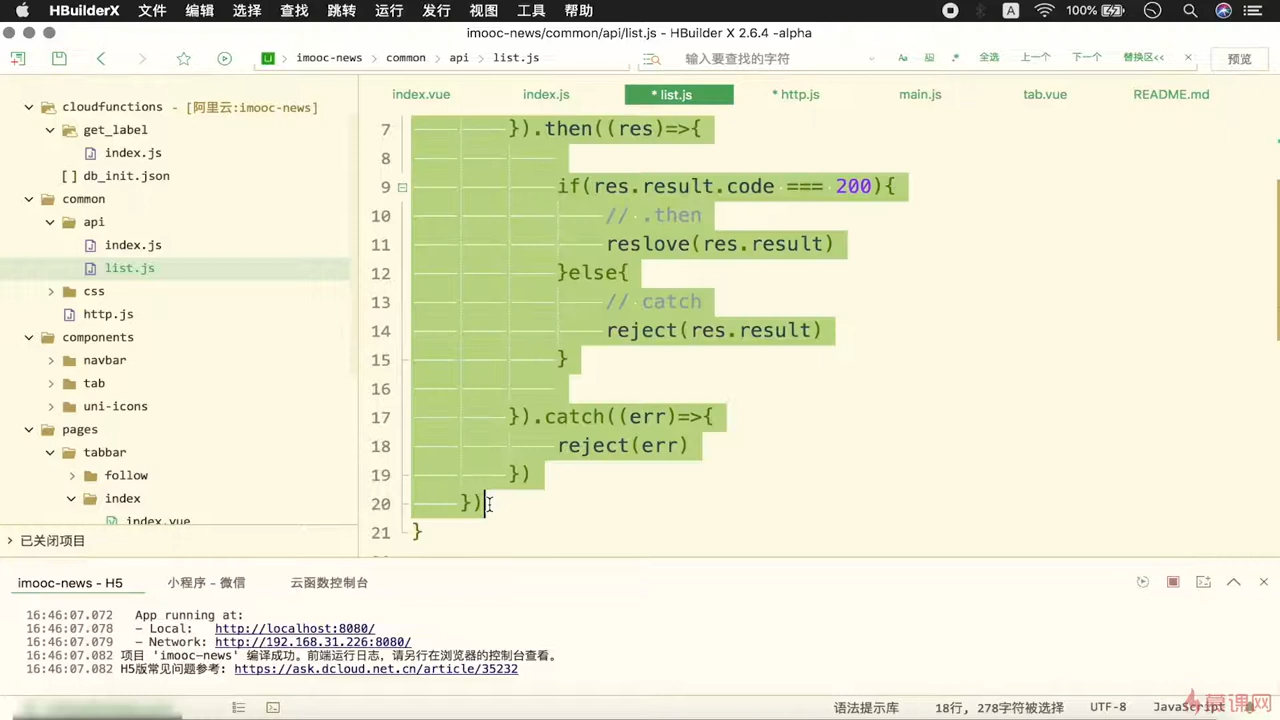 HBuilderX 文件 编辑 选择 查找 跳转 运行 发行 视图 工具 帮助 A 100%
imooc-news/common/api/list.js - HBuilder X 2.6.4 -alpha
imooc-news common api list.js 输入要查找的字符 Aa 全选 上一个 下一个 替换区<< 预览
index.vue index.js * list.js * http.js main.js tab.vue README.md
cloudfunctions - [阿里云:imooc-news]
get_label
index.js
[ ] db_init.json
common
api
index.js
list.js
css
http.js
components
navbar
tab
uni-icons
pages
tabbar
follow
index
index.vue
已关闭项目
7 }).then((res)=>{
8
9 if(res.result.code === 200){
10 // .then
11 reslove(res.result)
12 }else{
13 // catch
14 reject(res.result)
15 }
16
17 }).catch((err)=>{
18 reject(err)
19 })
20 })
21 }
imooc-news - H5 小程序 - 微信 云函数控制台
16:46:07.072 App running at:
16:46:07.078 - Local: http://localhost:8080/
16:46:07.079 - Network: http://192.168.31.226:8080/
16:46:07.082 项目 'imooc-news' 编译成功。前端运行日志，请另行在浏览器的控制台查看。
16:46:07.082 H5版常见问题参考: https://ask.dcloud.net.cn/article/35232
语法提示库 18行, 278字符被选择 UTF-8 JavaScript
慕课网